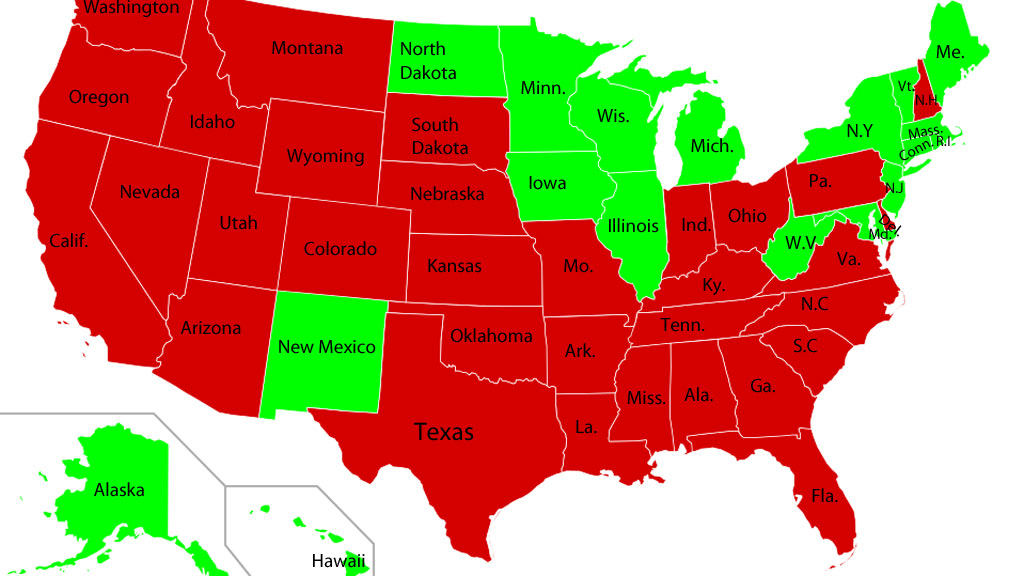 Washington
Montana
North
Dakota
Minn.
Me.
Oregon
Idaho
Wyoming
South
Dakota
Wis.
Mich.
N.Y
Vt.
N.H.
Mass.
Conn.
R.I.
Nevada
Utah
Nebraska
Iowa
Illinois
Ind.
Ohio
Pa.
N.J
Calif.
Colorado
Kansas
Mo.
Ky.
W.V
Va.
Md.
Arizona
New Mexico
Oklahoma
Ark.
Tenn.
N.C
S.C
Texas
La.
Miss.
Ala.
Ga.
Fla.
Alaska
Hawaii